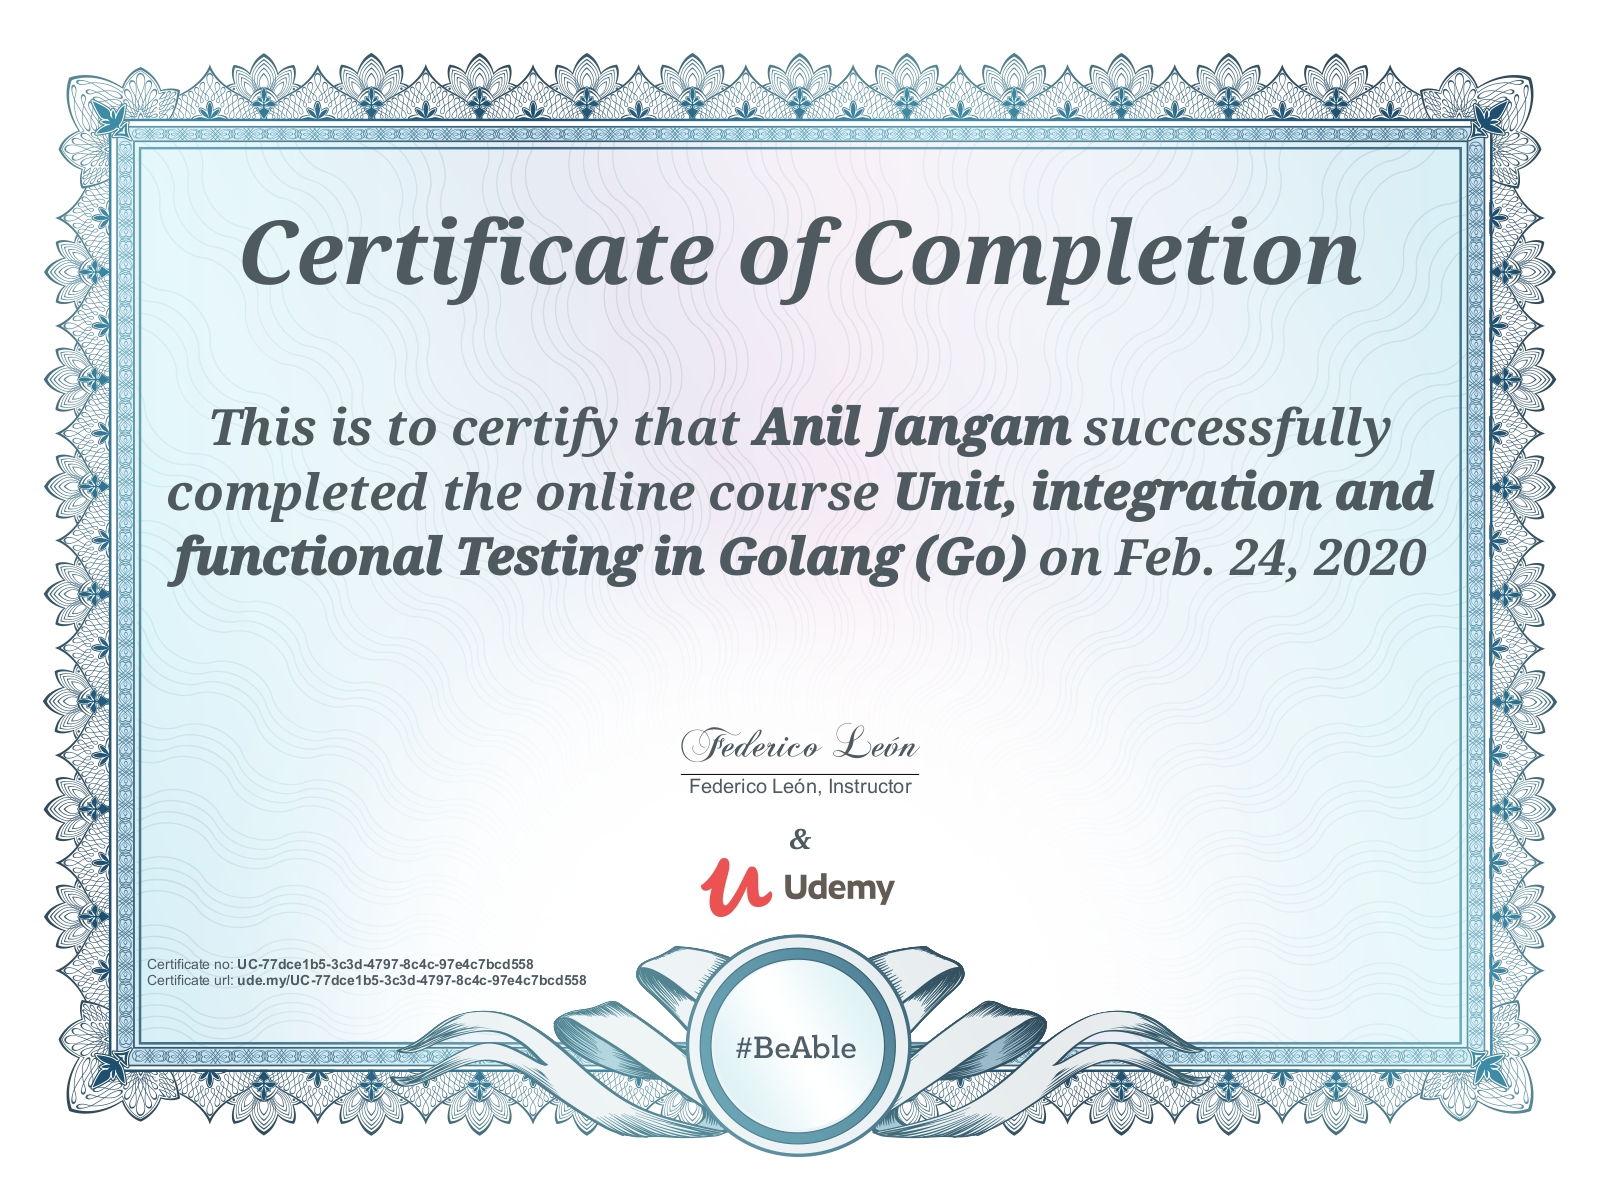 Certificate of Completion
This is to certify that Anil Jangam successfully
completed the online course Unit, integration and
functional Testing in Golang (Go) on Feb. 24, 2020
Federico León
Federico León, Instructor
&
Udemy
Certificate no: UC-77dce1b5-3c3d-4797-8c4c-97e4c7bcd558
Certificate url: ude.my/UC-77dce1b5-3c3d-4797-8c4c-97e4c7bcd558
#BeAble